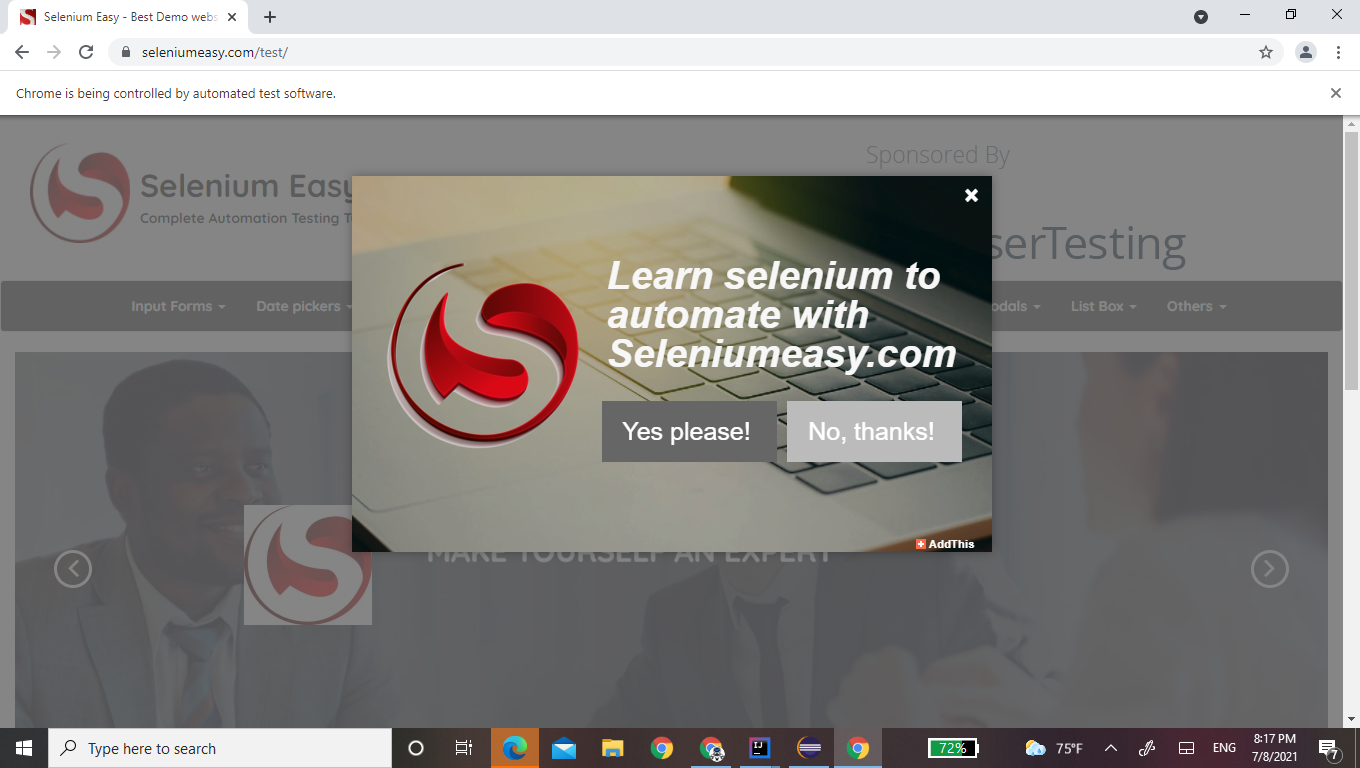 Selenium Easy - Best Demo webs
seleniumeasy.com/test/
Chrome is being controlled by automated test software.
Sponsored By
Selenium Easy
Complete Automation Testing T
serTesting
Input Forms
Date pickers
odals
List Box
Others
Learn selenium to
automate with
Seleniumeasy.com
Yes please!
No, thanks!
AddThis
MAKE YOURSELF AN EXPERT
Type here to search
72%
75°F
ENG
8:17 PM
7/8/2021
7